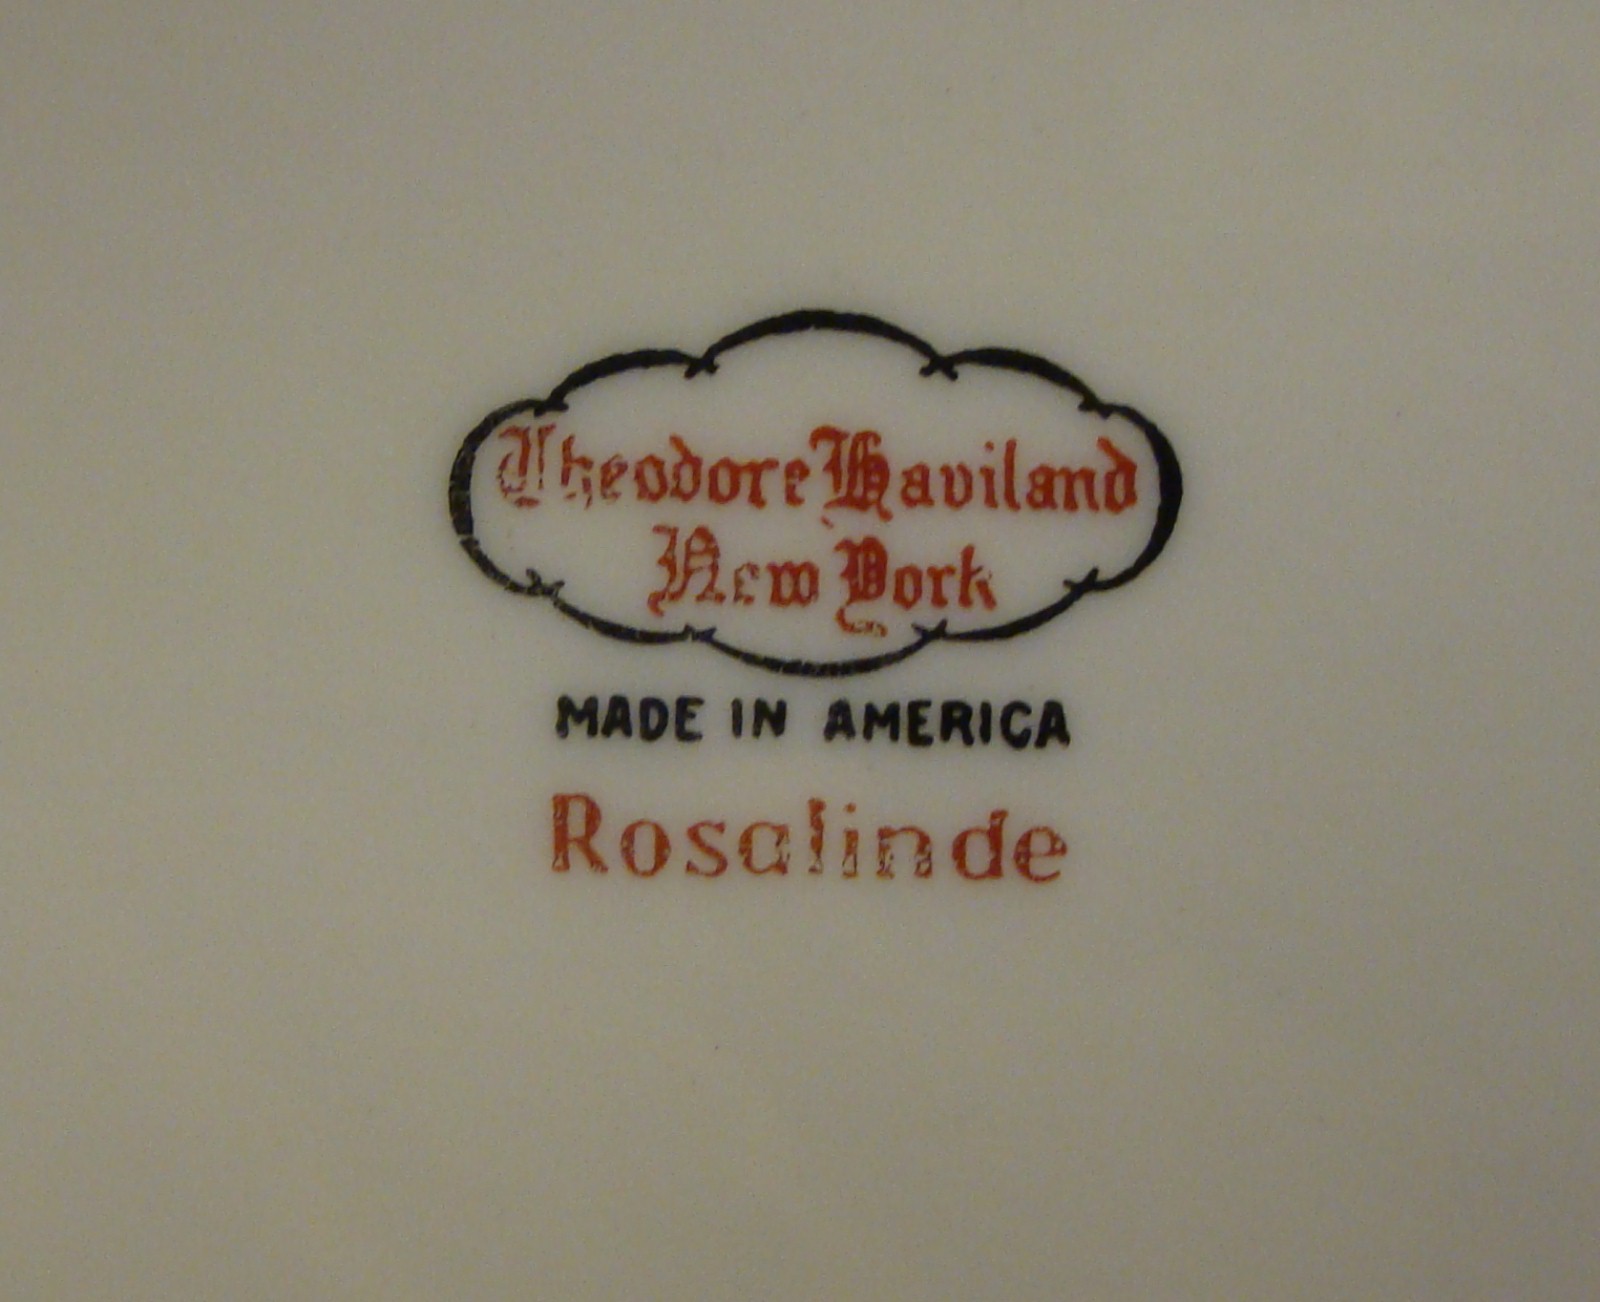 Theodore Haviland
New York
MADE IN AMERICA
Rosalinde